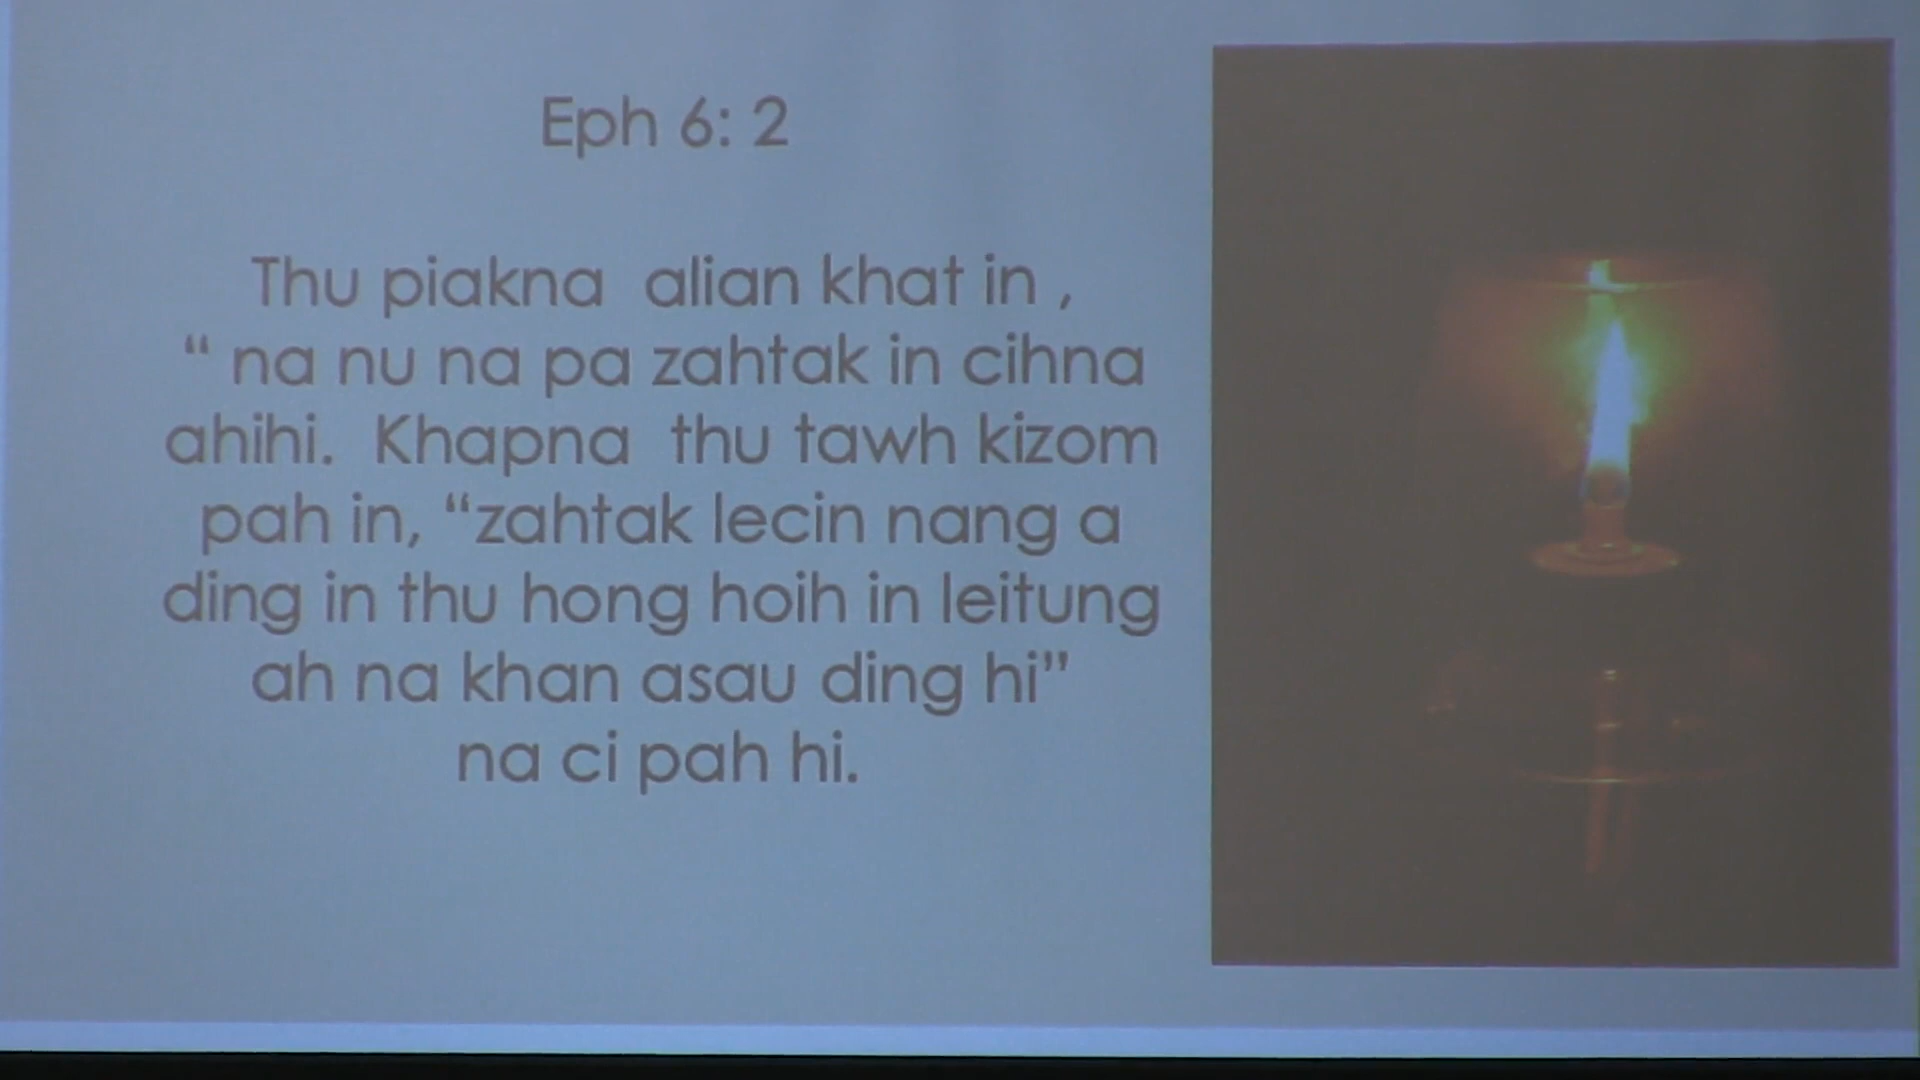 Eph 6: 2
Thu piakna alian khat in ,
“ na nu na pa zahtak in cihna
ahihi. Khapna thu tawh kizom
pah in, “zahtak lecin nang a
ding in thu hong hoih in leitung
ah na khan asau ding hi”
na ci pah hi.